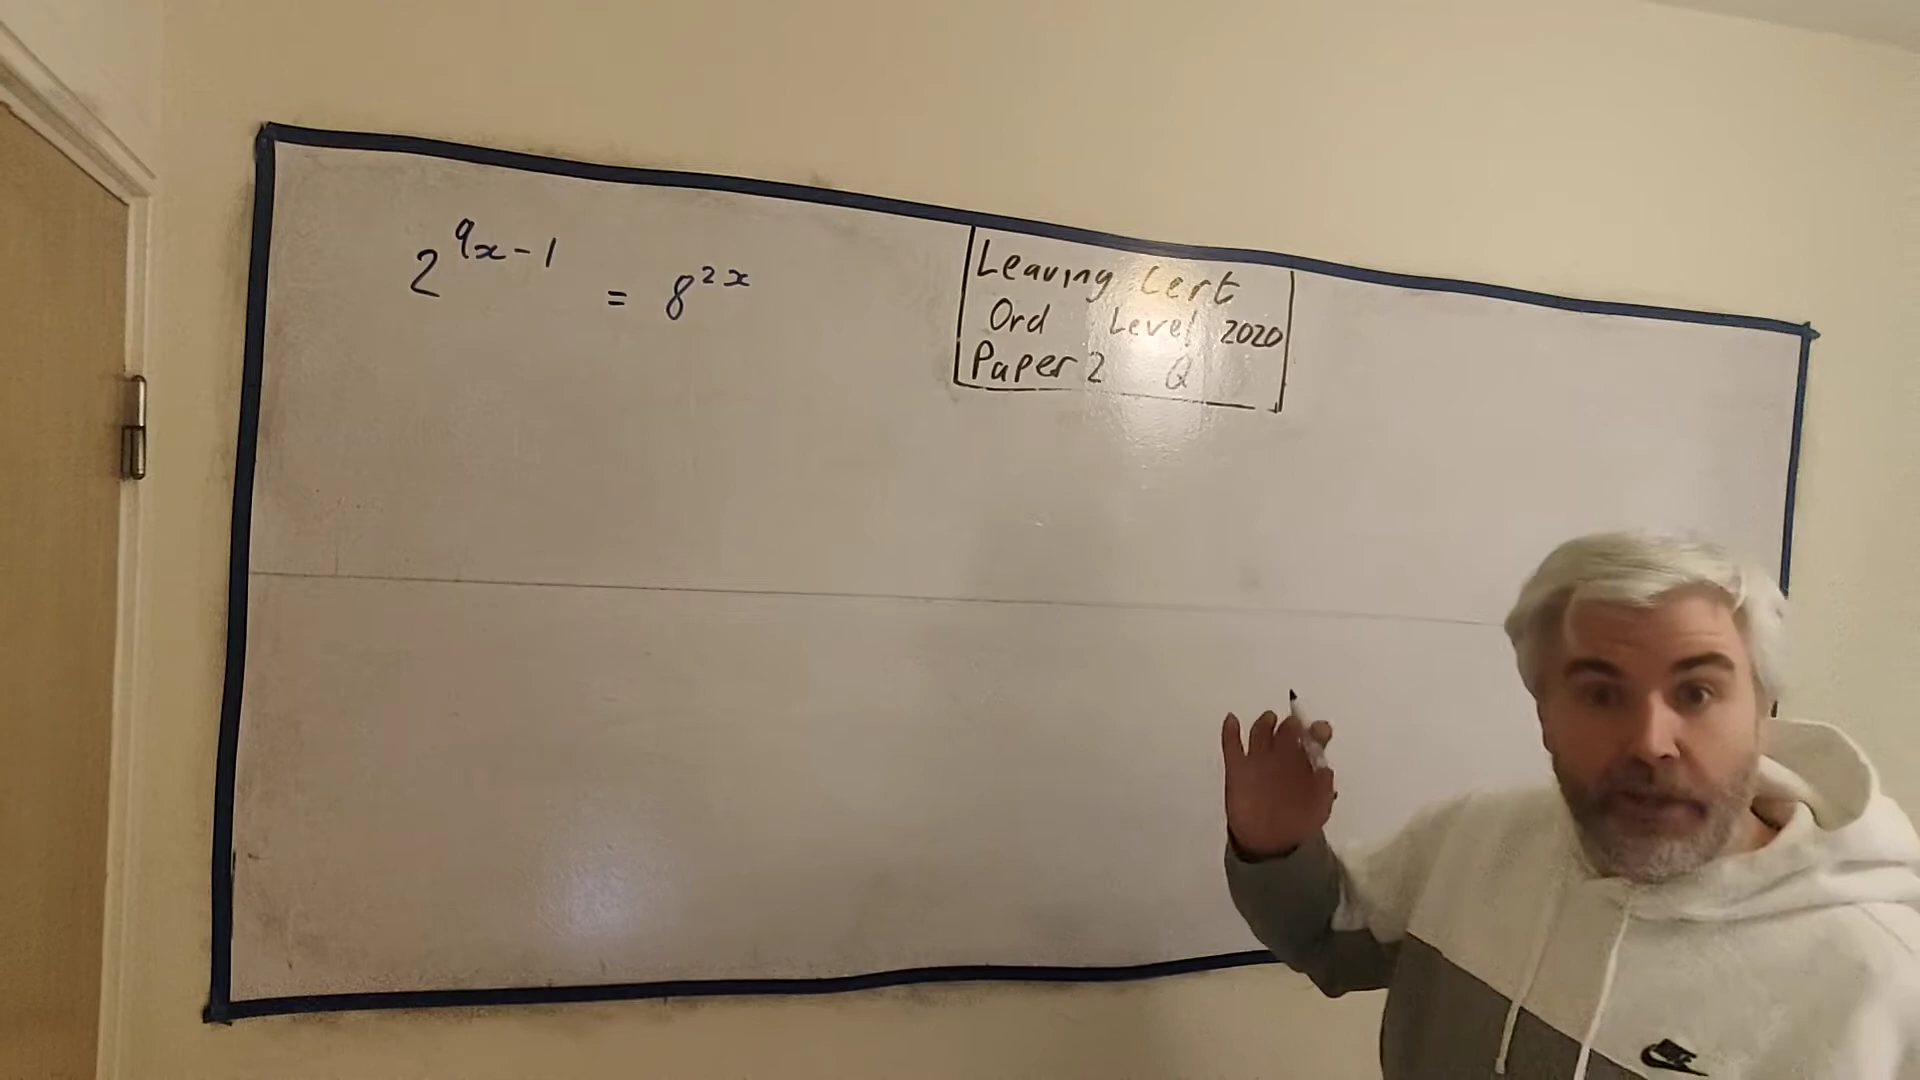 2^{9x-1} = 8^{2x}
Leaving Cert
Ord Level 2020
Paper 2 Q